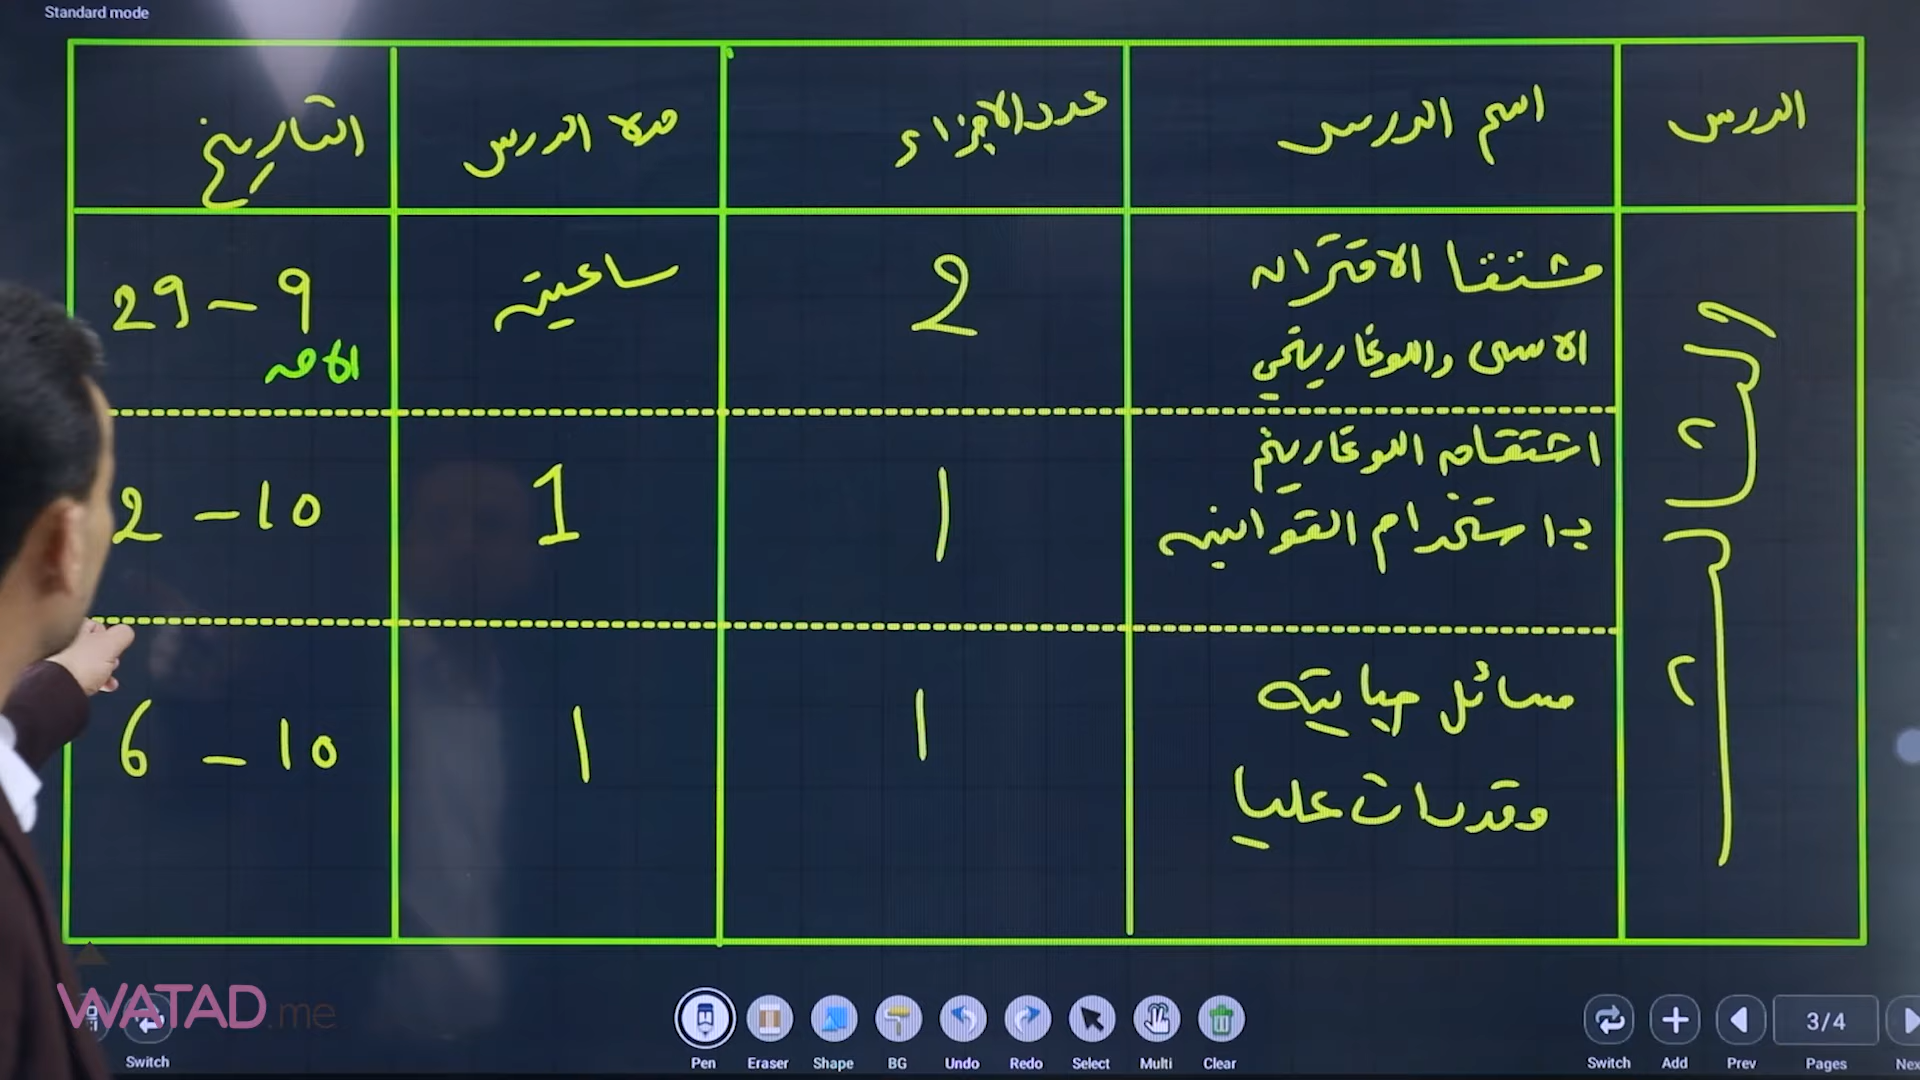 Standard mode
الدرس
اسم الدرس
عدد الاجزاء
مدة الدرس
التاريخ
مشتقا الاقتران
الاسي واللوغاريتمي
2
ساعتين
29 - 9
الاحد
اشتقاق اللوغاريتم
باستخدام القوانين
1
1
2 - 10
مسائل حياتية
وقدرات عليا
1
1
6 - 10
WATAD.me
Switch
Pen
Eraser
Shape
BG
Undo
Redo
Select
Multi
Clear
Switch
Add
Prev
3/4
Pages